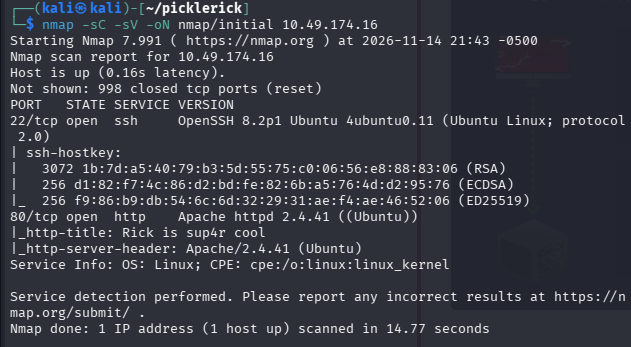 ┌──(kali㉿kali)-[~/picklerick]
└─$ nmap -sC -sV -oN nmap/initial 10.49.174.16
Starting Nmap 7.991 ( https://nmap.org ) at 2026-11-14 21:43 -0500
Nmap scan report for 10.49.174.16
Host is up (0.16s latency).
Not shown: 998 closed tcp ports (reset)
PORT   STATE SERVICE VERSION
22/tcp open  ssh     OpenSSH 8.2p1 Ubuntu 4ubuntu0.11 (Ubuntu Linux; protocol
 2.0)
| ssh-hostkey:
|   3072 1b:7d:a5:40:79:b3:5d:55:75:c0:06:56:e8:88:83:06 (RSA)
|   256 d1:82:f7:4c:86:d2:bd:fe:82:6b:a5:76:4d:d2:95:76 (ECDSA)
|_  256 f9:86:b9:db:54:6c:6d:32:29:31:ae:f4:ae:46:52:06 (ED25519)
80/tcp open  http    Apache httpd 2.4.41 ((Ubuntu))
|_http-title: Rick is sup4r cool
|_http-server-header: Apache/2.4.41 (Ubuntu)
Service Info: OS: Linux; CPE: cpe:/o:linux:linux_kernel

Service detection performed. Please report any incorrect results at https://n
map.org/submit/ .
Nmap done: 1 IP address (1 host up) scanned in 14.77 seconds